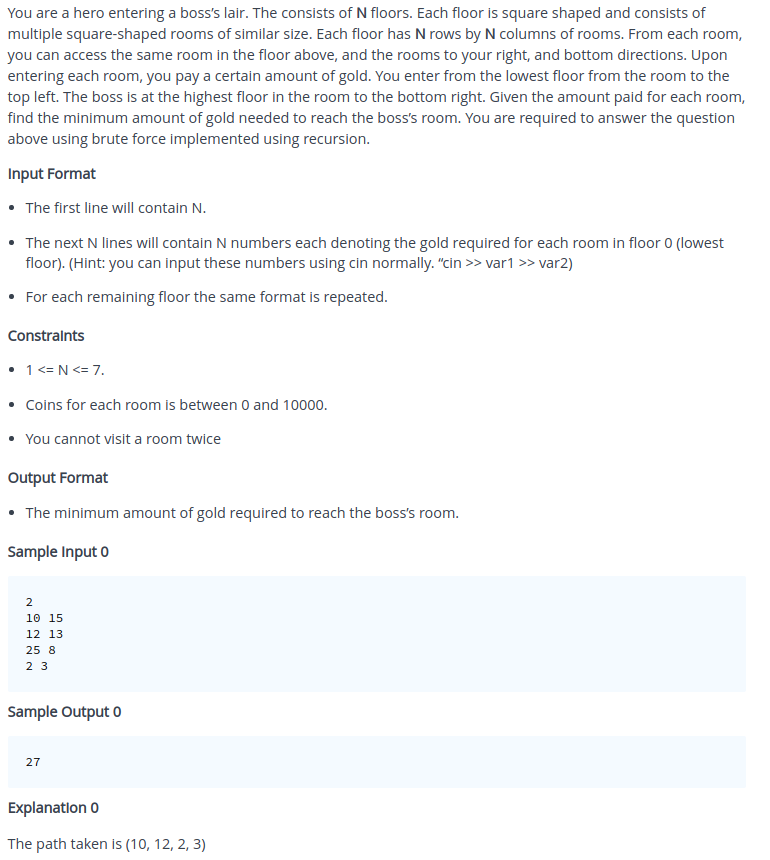 You are a hero entering a boss's lair. The consists of N floors. Each floor is square shaped and consists of
multiple square-shaped rooms of similar size. Each floor has N rows by N columns of rooms. From each room,
you can access the same room in the floor above, and the rooms to your right, and bottom directions. Upon
entering each room, you pay a certain amount of gold. You enter from the lowest floor from the room to the
top left. The boss is at the highest floor in the room to the bottom right. Given the amount paid for each room,
find the minimum amount of gold needed to reach the boss's room. You are required to answer the question
above using brute force implemented using recursion.
Input Format
• The first line will contain N.
• The next N lines will contain N numbers each denoting the gold required for each room in floor 0 (lowest
floor). (Hint: you can input these numbers using cin normally. "cin >> var1 >> var2)
• For each remaining floor the same format is repeated.
Constraints
• 1 <= N <= 7.
• Coins for each room is between 0 and 10000.
• You cannot visit a room twice
Output Format
• The minimum amount of gold required to reach the boss's room.
Sample Input 0
2
10 15
12 13
25 8
2 3
Sample Output 0
27
Explanation 0
The path taken is (10, 12, 2, 3)